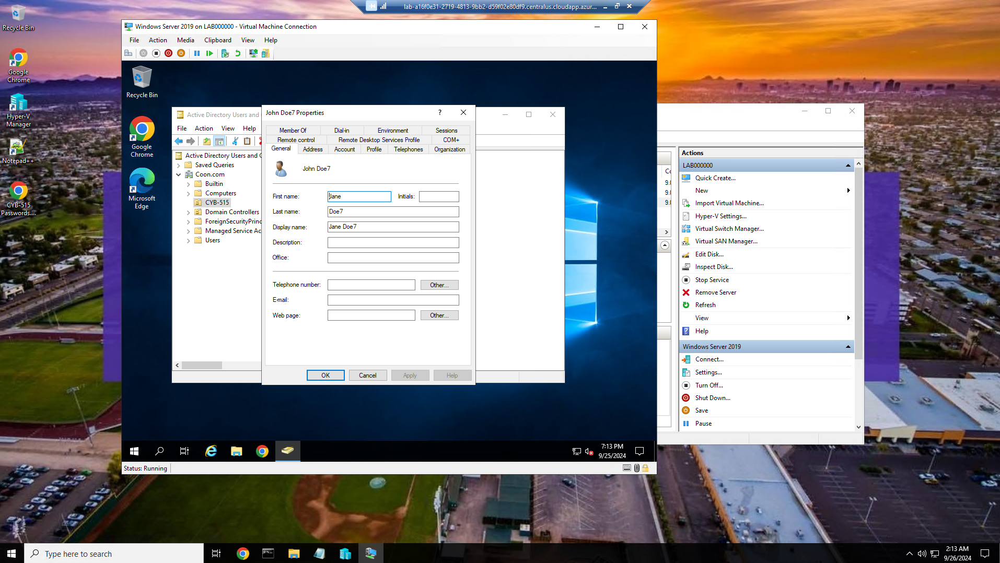 lab-a16f0e31-2719-4813-9bb2-d59f02e80df9.centralus.cloudapp.azur...
Recycle Bin
Google Chrome
Hyper-V Manager
Notepad++
CYB-515 Passwords....
Windows Server 2019 on LAB000000 - Virtual Machine Connection
File Action Media Clipboard View Help
Recycle Bin
Google Chrome
Microsoft Edge
Active Directory Users and
File Action View Help
Active Directory Users and C
Saved Queries
Coon.com
Builtin
Computers
CYB-515
Domain Controllers
ForeignSecurityPrinc
Managed Service Ac
Users
John Doe7 Properties
?
Member Of Dial-in Environment Sessions
Remote control Remote Desktop Services Profile COM+
General Address Account Profile Telephones Organization
John Doe7
First name: Jane Initials:
Last name: Doe7
Display name: Jane Doe7
Description:
Office:
Telephone number: Other...
E-mail:
Web page: Other...
OK Cancel Apply Help
7:13 PM
9/25/2024
Status: Running
9.0
9.0
9.0
Actions
LAB000000
Quick Create...
New
Import Virtual Machine...
Hyper-V Settings...
Virtual Switch Manager...
Virtual SAN Manager...
Edit Disk...
Inspect Disk...
Stop Service
Remove Server
Refresh
View
Help
Windows Server 2019
Connect...
Settings...
Turn Off...
Shut Down...
Save
Pause
Type here to search
2:13 AM
9/26/2024